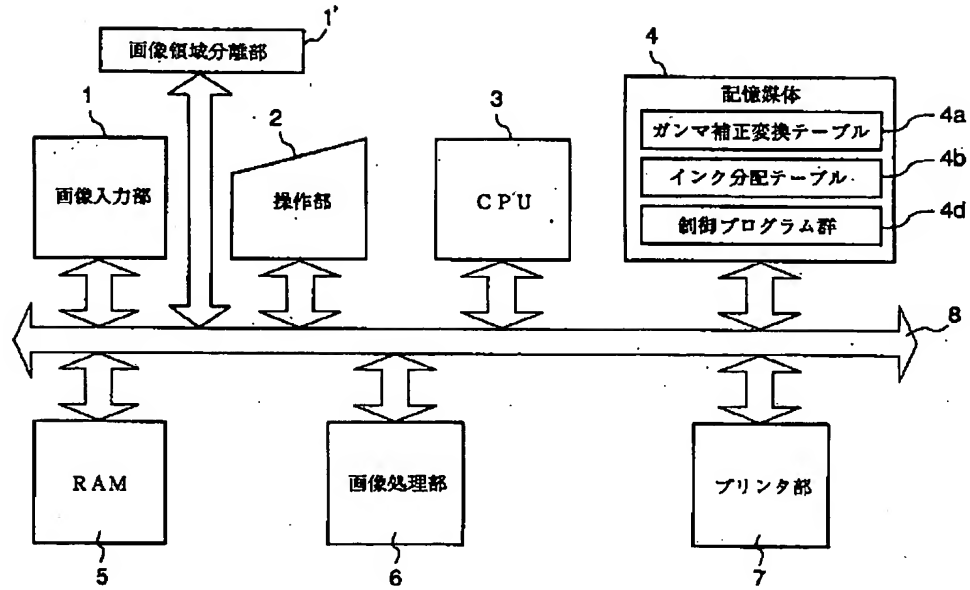 1'
画像領域分離部
1
画像入力部
2
操作部
3
CPU
4
記憶媒体
ガンマ補正変換テーブル
4a
インク分配テーブル
4b
制御プログラム群
4d
8
RAM
5
画像処理部
6
プリンタ部
7